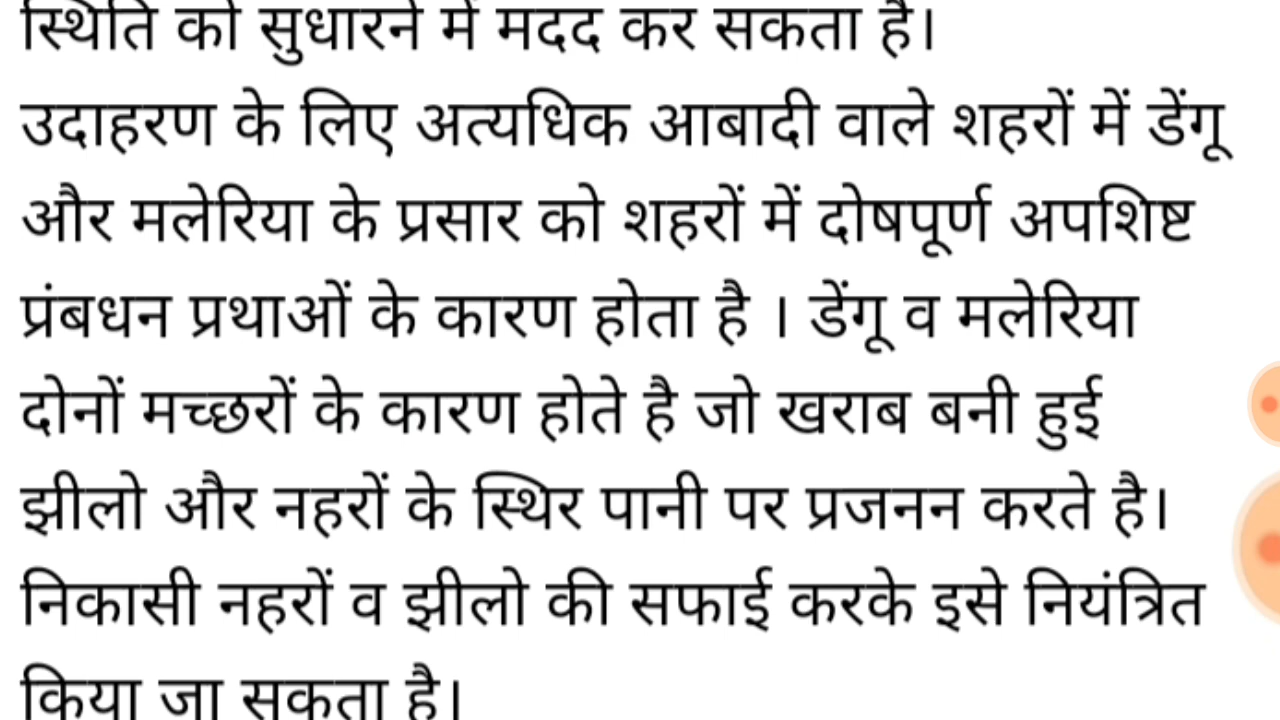 स्थिति को सुधारने में मदद कर सकता है।
उदाहरण के लिए अत्यधिक आबादी वाले शहरों में डेंगू
और मलेरिया के प्रसार को शहरों में दोषपूर्ण अपशिष्ट
प्रंबधन प्रथाओं के कारण होता है । डेंगू व मलेरिया
दोनों मच्छरों के कारण होते है जो खराब बनी हुई
झीलो और नहरों के स्थिर पानी पर प्रजनन करते है।
निकासी नहरों व झीलो की सफाई करके इसे नियंत्रित
किया जा सकता है।